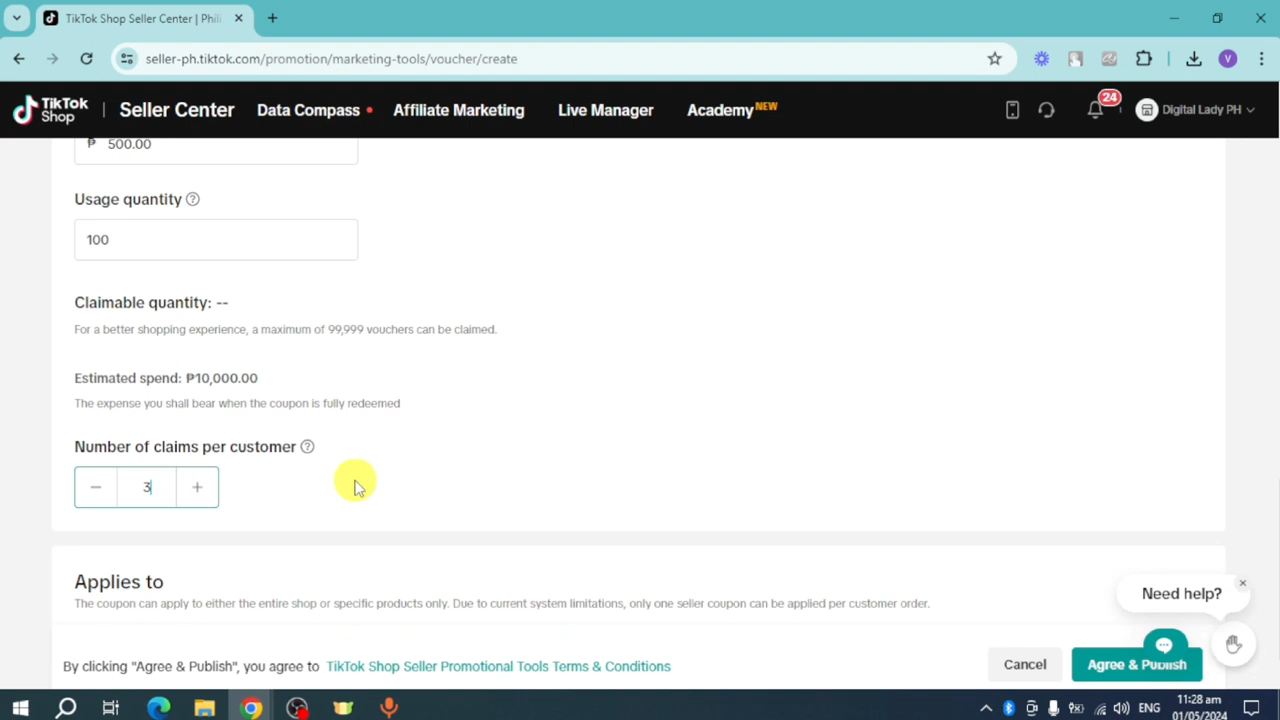 TikTok Shop Seller Center | Phili
seller-ph.tiktok.com/promotion/marketing-tools/voucher/create
V
TikTok Shop
Seller Center
Data Compass
Affiliate Marketing
Live Manager
Academy NEW
24
Digital Lady PH
₱ 500.00
Usage quantity ?
100
Claimable quantity: --
For a better shopping experience, a maximum of 99,999 vouchers can be claimed.
Estimated spend: ₱10,000.00
The expense you shall bear when the coupon is fully redeemed
Number of claims per customer ?
− 3 +
Applies to
The coupon can apply to either the entire shop or specific products only. Due to current system limitations, only one seller coupon can be applied per customer order.
Need help?
By clicking "Agree & Publish", you agree to TikTok Shop Seller Promotional Tools Terms & Conditions
Cancel
Agree & Publish
ENG
11:28 am
01/05/2024